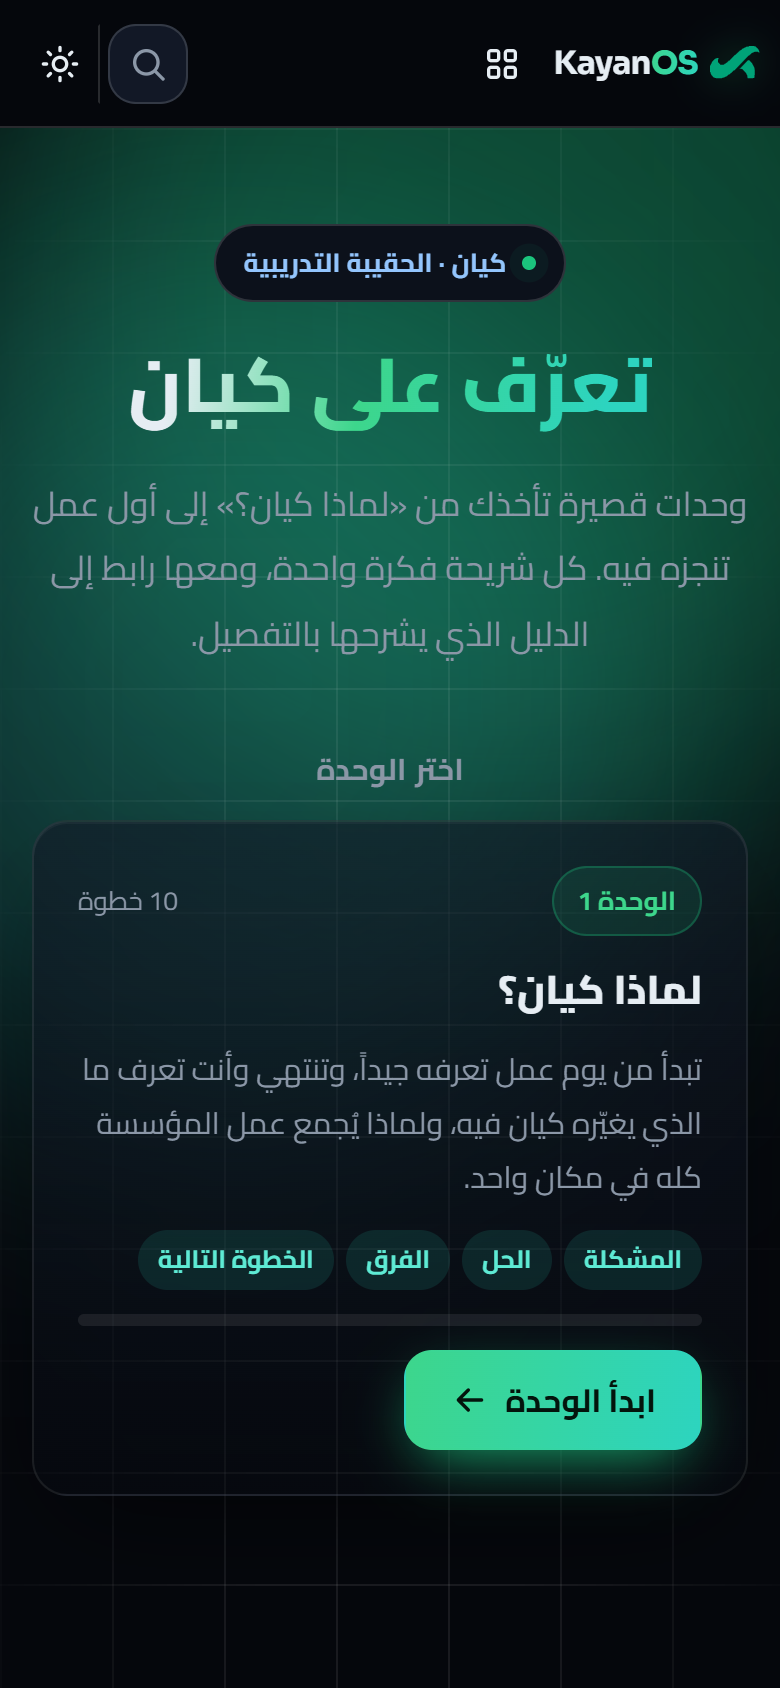 KayanOS
كيان · الحقيبة التدريبية
تعرّف على كيان
وحدات قصيرة تأخذك من «لماذا كيان؟» إلى أول عمل
تنجزه فيه. كل شريحة فكرة واحدة، ومعها رابط إلى
الدليل الذي يشرحها بالتفصيل.
اختر الوحدة
الوحدة 1
10 خطوة
لماذا كيان؟
تبدأ من يوم عمل تعرفه جيداً، وتنتهي وأنت تعرف ما
الذي يغيّره كيان فيه، ولماذا يُجمع عمل المؤسسة
كله في مكان واحد.
المشكلة
الحل
الفرق
الخطوة التالية
ابدأ الوحدة ←